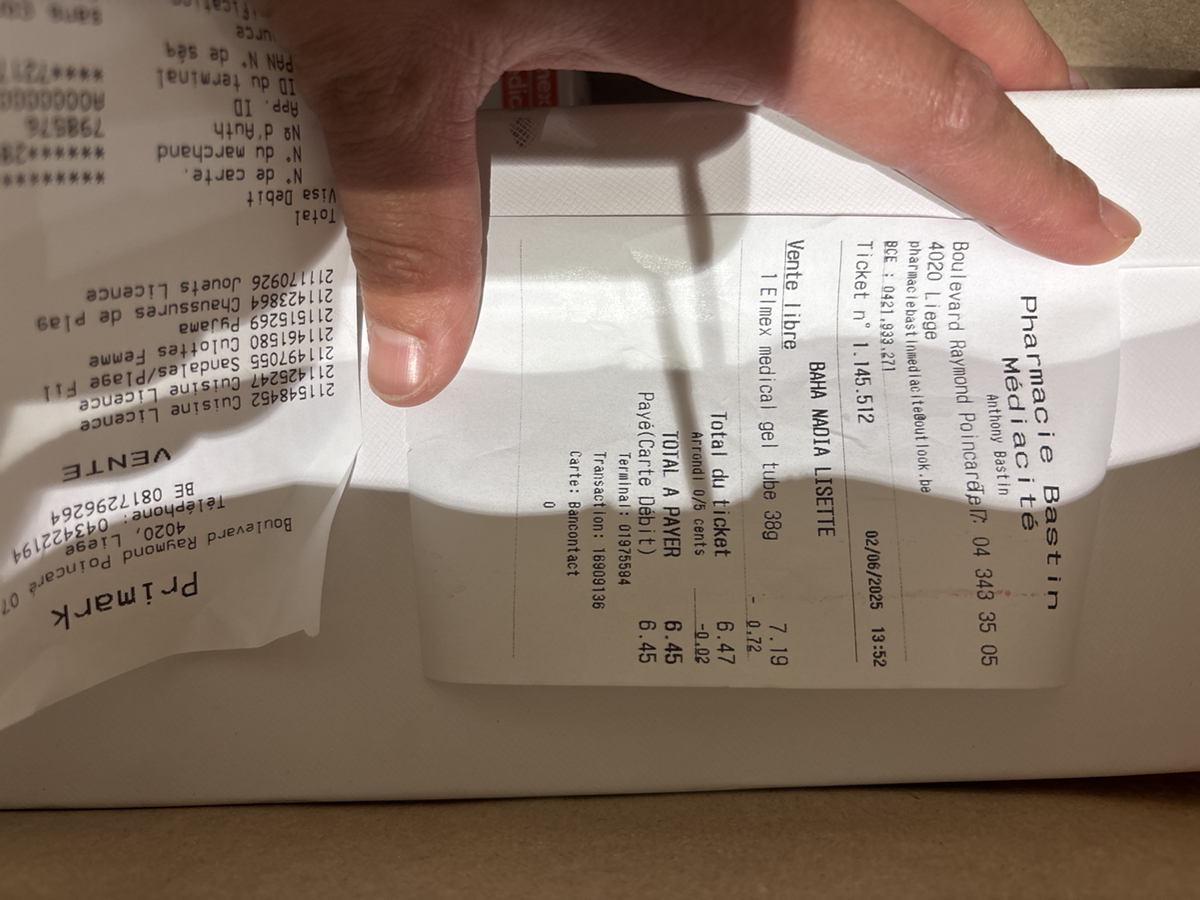 Pharmacie Bastin
Médiacité
Anthony Bastin
Boulevard Raymond Poincaré, 7
Tel: 04 343 35 05
4020 Liege
pharmaciebastinmediacite@outlook.be
BCE : 0421.933.271
Ticket n° 1.145.512 02/06/2025 13:52
BAHA NADIA LISETTE
Vente libre
1 Elmex medical gel tube 38g 7.19
- 0.72
Total du ticket 6.47
Arrondi 0/5 cents -0.02
TOTAL A PAYER 6.45
Payé(Carte Débit) 6.45
Terminal: 01975584
Transaction: 16909136
Carte: Bancontact
0
Primark
Boulevard Raymond Poincaré 07
4020, Liege
Téléphone: 043422194
BE 0817296264
VENTE
211548452 Cuisine Licence
211425247 Cuisine Licence
211497055 Sandales/Plage Fil
211461580 Culottes Femme
211515269 Pyjama
211423864 Chaussures de Plag
211170926 Jouets Licence
Total
Visa Debit
N° de carte.
N° du marchand
Nº d'Auth 798576
App. ID
ID du terminal
PAN N° de séq